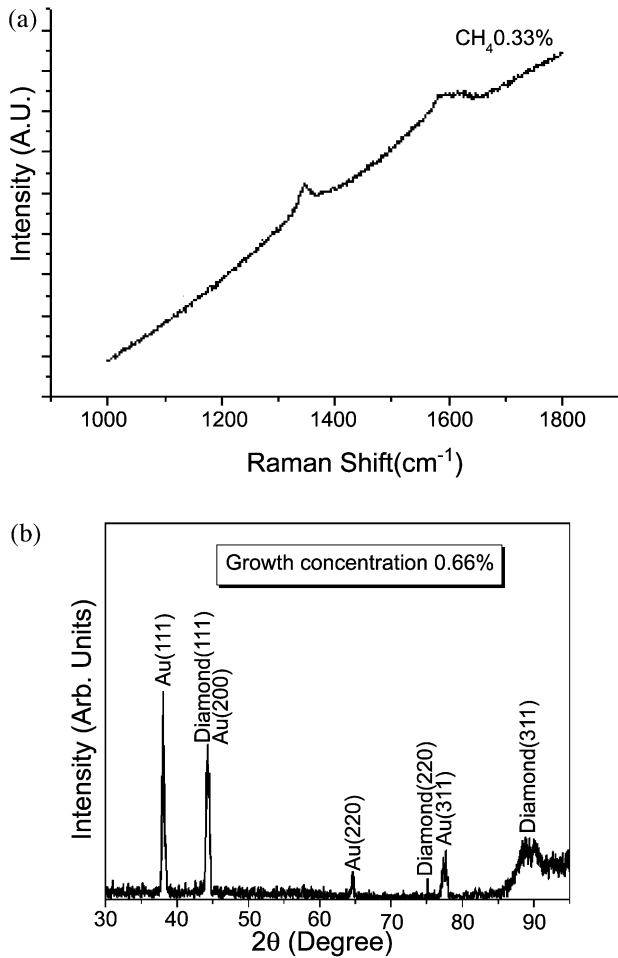 (a)
CH₄0.33%
Intensity (A.U.)
1000 1200 1400 1600 1800
Raman Shift(cm⁻¹)
(b)
Growth concentration 0.66%
Intensity (Arb. Units)
Au(111)
Diamond(111)
Au(200)
Au(220)
Diamond(220)
Au(311)
Diamond(311)
30 40 50 60 70 80 90
2θ (Degree)